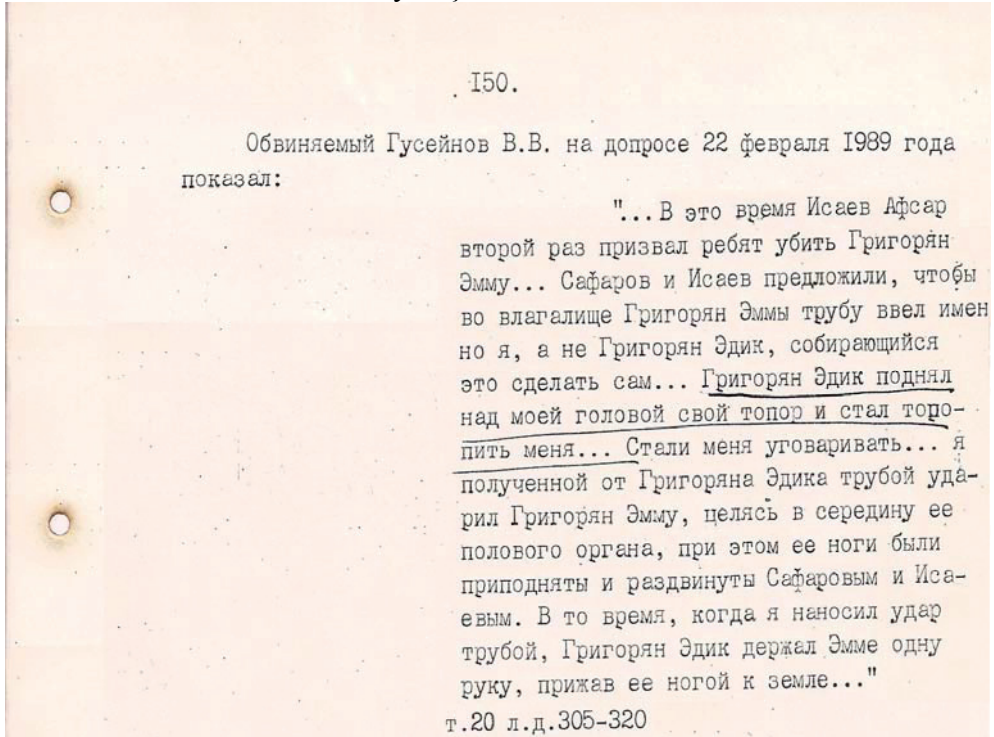 I50.
Обвиняемый Гусейнов В.В. на допросе 22 февраля I989 года
показал:
"...В это время Исаев Афсар
второй раз призвал ребят убить Григорян
Эмму... Сафаров и Исаев предложили, чтобы
во влагалище Григорян Эммы трубу ввел имен
но я, а не Григорян Эдик, собирающийся
это сделать сам... Григорян Эдик поднял
над моей головой свой топор и стал торо-
пить меня... Стали меня уговаривать... я
полученной от Григоряна Эдика трубой уда-
рил Григорян Эмму, целясь в середину ее
полового органа, при этом ее ноги были
приподняты и раздвинуты Сафаровым и Иса-
евым. В то время, когда я наносил удар
трубой, Григорян Эдик держал Эмме одну
руку, прижав ее ногой к земле..."
т.20 л.д.305-320